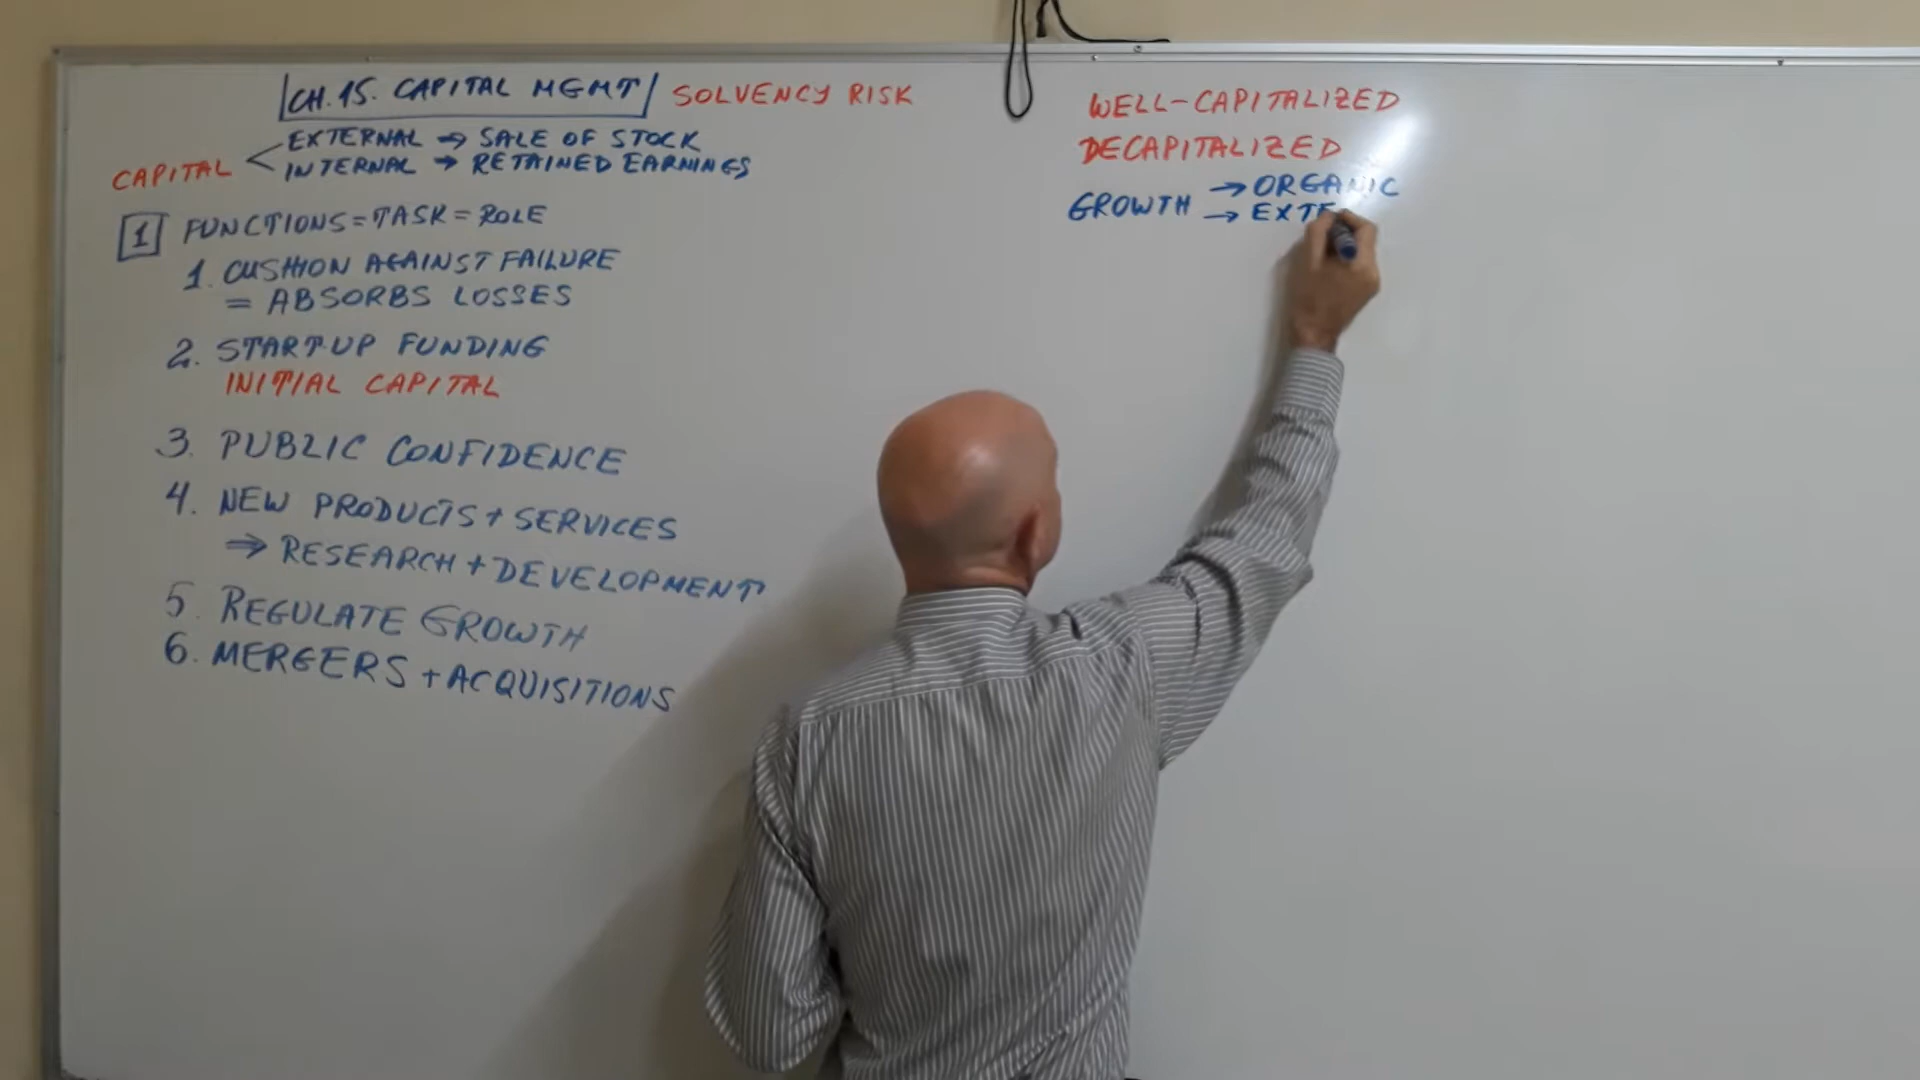 CH.15. CAPITAL MGMT SOLVENCY RISK
CAPITAL
EXTERNAL → SALE OF STOCK
INTERNAL → RETAINED EARNINGS
1 FUNCTIONS = TASK = ROLE
1. CUSHION AGAINST FAILURE
= ABSORBS LOSSES
2. START-UP FUNDING
INITIAL CAPITAL
3. PUBLIC CONFIDENCE
4. NEW PRODUCTS + SERVICES
⇒ RESEARCH + DEVELOPMENT
5. REGULATE GROWTH
6. MERGERS + ACQUISITIONS
WELL-CAPITALIZED
DECAPITALIZED
GROWTH → ORGANIC
→ EXTE